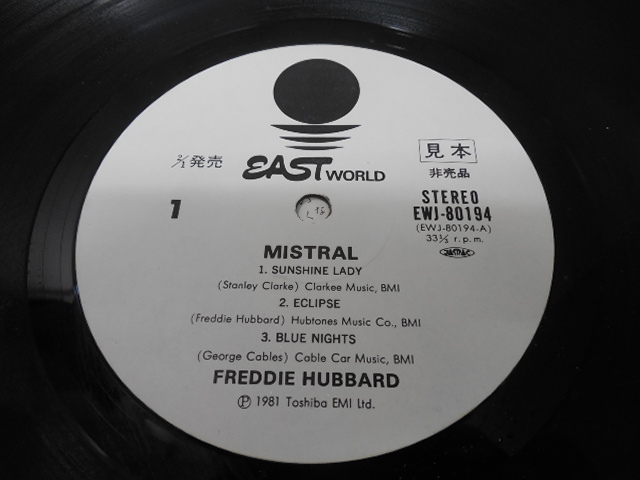 EAST WORLD
2/1発売
見本
非売品
1
STEREO
EWJ-80194
(EWJ-80194-A)
33⅓ r.p.m.
MISTRAL
1. SUNSHINE LADY
(Stanley Clarke) Clarkee Music, BMI
2. ECLIPSE
(Freddie Hubbard) Hubtones Music Co., BMI
3. BLUE NIGHTS
(George Cables) Cable Car Music, BMI
FREDDIE HUBBARD
Ⓟ 1981 Toshiba EMI Ltd.